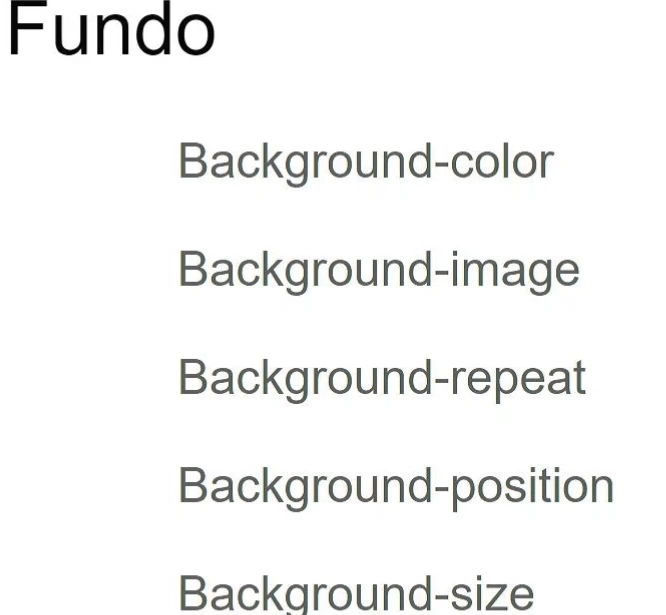 Fundo
Background-color
Background-image
Background-repeat
Background-position
Background-size